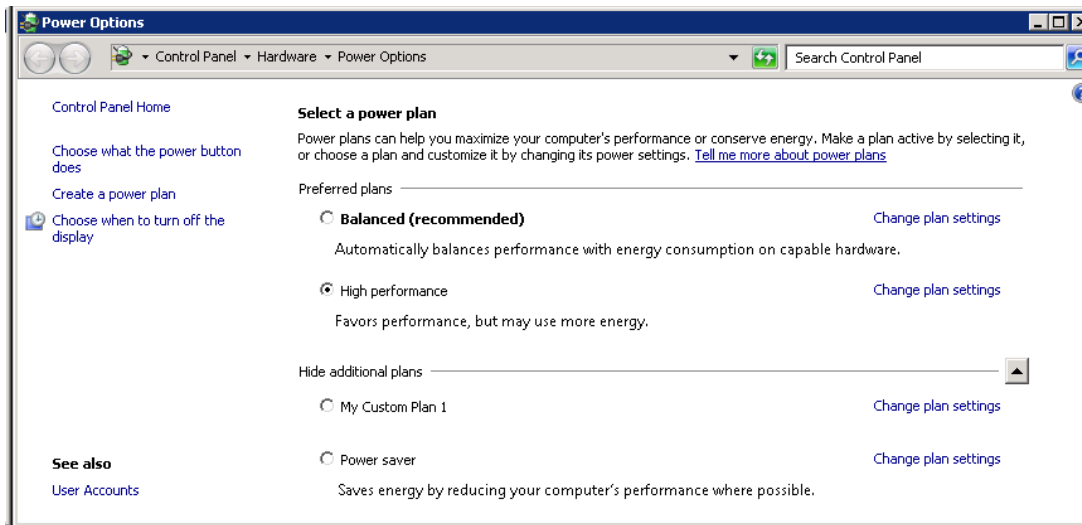 Power Options
Control Panel Hardware Power Options
Search Control Panel
Control Panel Home
Choose what the power button
does
Create a power plan
Choose when to turn off the
display
See also
User Accounts
Select a power plan
Power plans can help you maximize your computer's performance or conserve energy. Make a plan active by selecting it,
or choose a plan and customize it by changing its power settings. Tell me more about power plans
Preferred plans
Balanced (recommended) Change plan settings
Automatically balances performance with energy consumption on capable hardware.
High performance Change plan settings
Favors performance, but may use more energy.
Hide additional plans
My Custom Plan 1 Change plan settings
Power saver Change plan settings
Saves energy by reducing your computer's performance where possible.